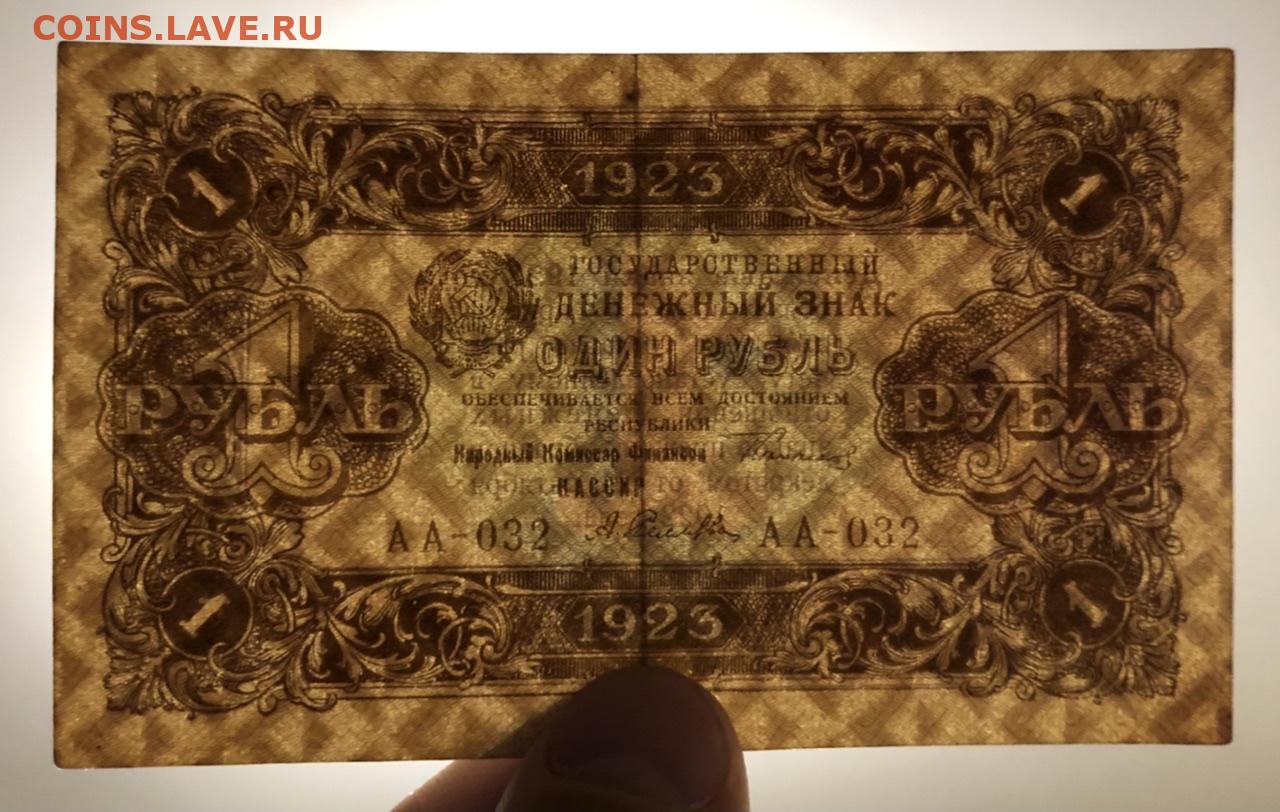 COINS.LAVE.RU
1923
1 1
ГОСУДАРСТВЕННЫЙ
ДЕНЕЖНЫЙ ЗНАК
ОДИН РУБЛЬ
1 РУБЛЬ 1 РУБЛЬ
ОБЕСПЕЧИВАЕТСЯ ВСЕМ ДОСТОЯНИЕМ
РЕСПУБЛИКИ
Народный Комиссар Финансов
КАССИР
АА-032 АА-032
1 1
1923